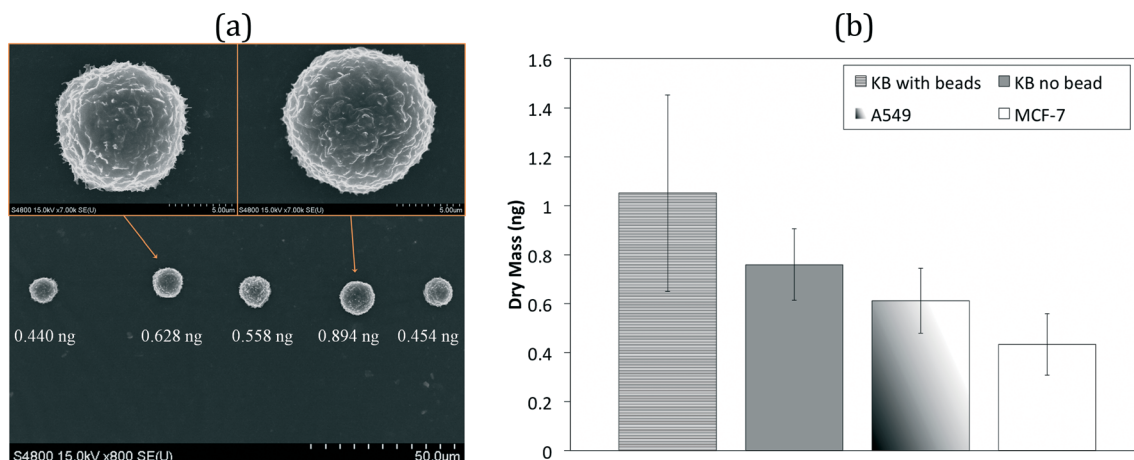 (a)
S4800 15.0kV x7.00k SE(U) 5.00um
S4800 15.0kV x7.00k SE(U) 5.00um
0.440 ng 0.628 ng 0.558 ng 0.894 ng 0.454 ng
S4800 15.0kV x800 SE(U) 50.0um
(b)
1.6
1.4
1.2
1
0.8
0.6
0.4
0.2
0
Dry Mass (ng)
KB with beads KB no bead
A549 MCF-7